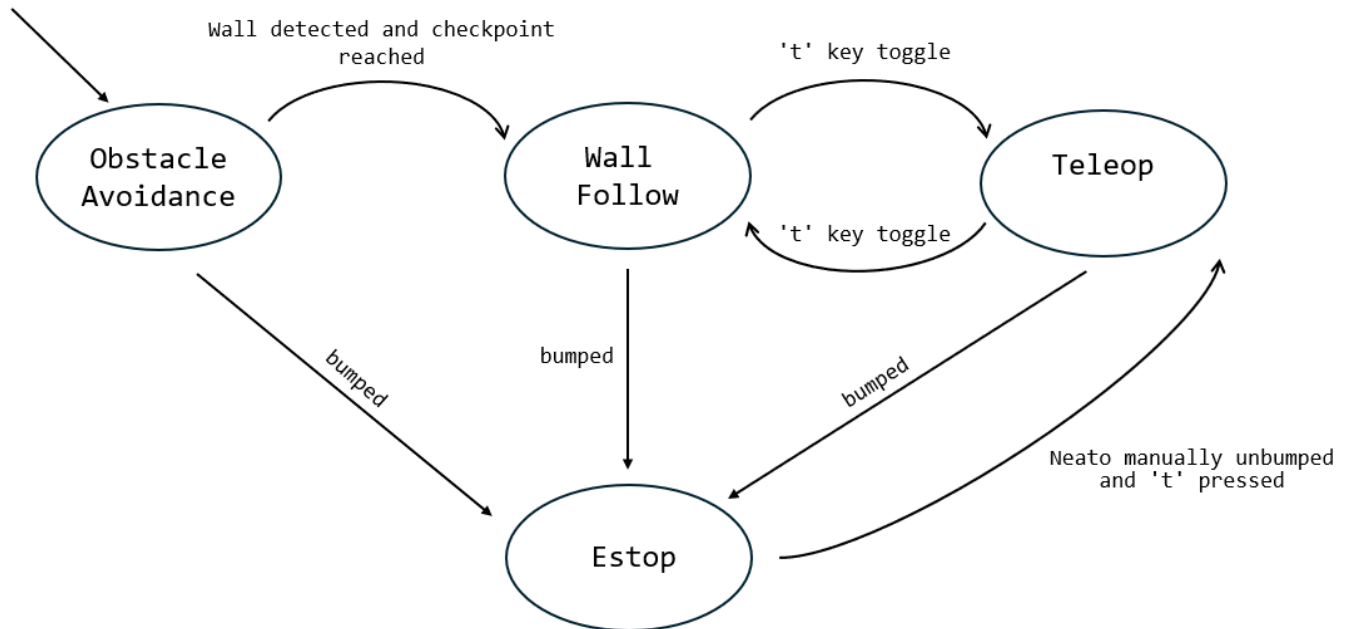 Wall detected and checkpoint
reached
't' key toggle
Obstacle
Avoidance
Wall
Follow
Teleop
't' key toggle
bumped
bumped
bumped
Neato manually unbumped
and 't' pressed
Estop